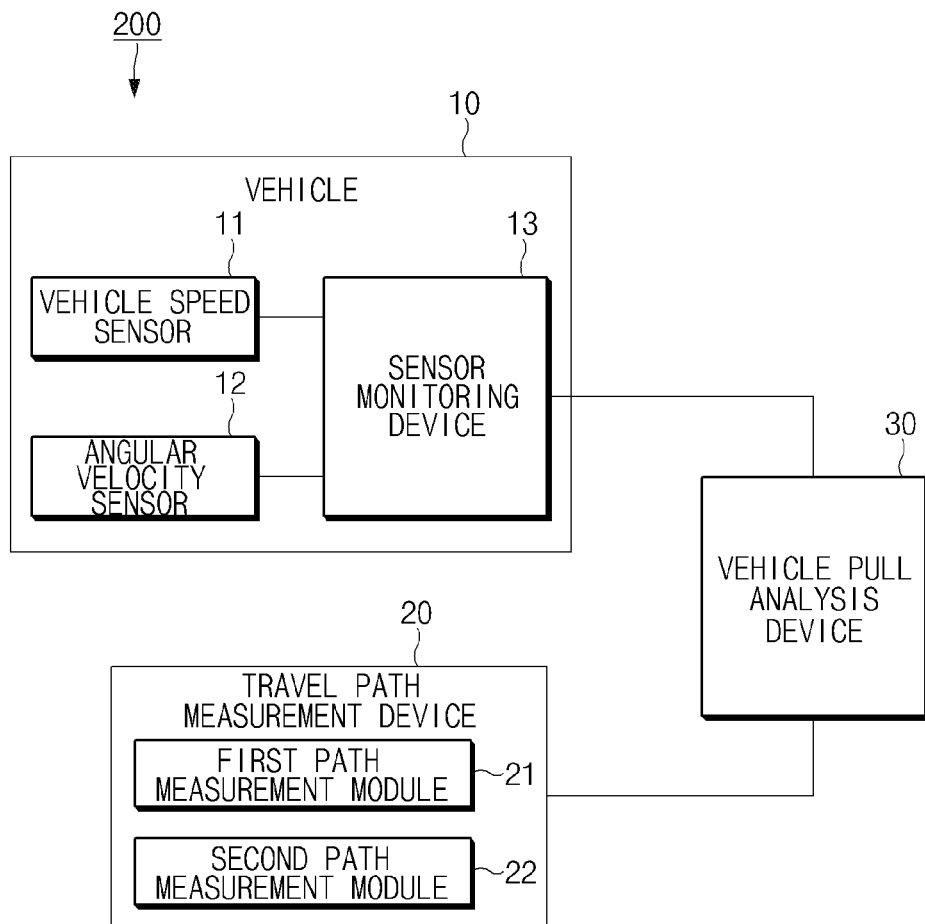 200
10
VEHICLE
11
VEHICLE SPEED
SENSOR
12
ANGULAR
VELOCITY
SENSOR
13
SENSOR
MONITORING
DEVICE
30
VEHICLE PULL
ANALYSIS
DEVICE
20
TRAVEL PATH
MEASUREMENT DEVICE
FIRST PATH
MEASUREMENT MODULE
21
SECOND PATH
MEASUREMENT MODULE
22